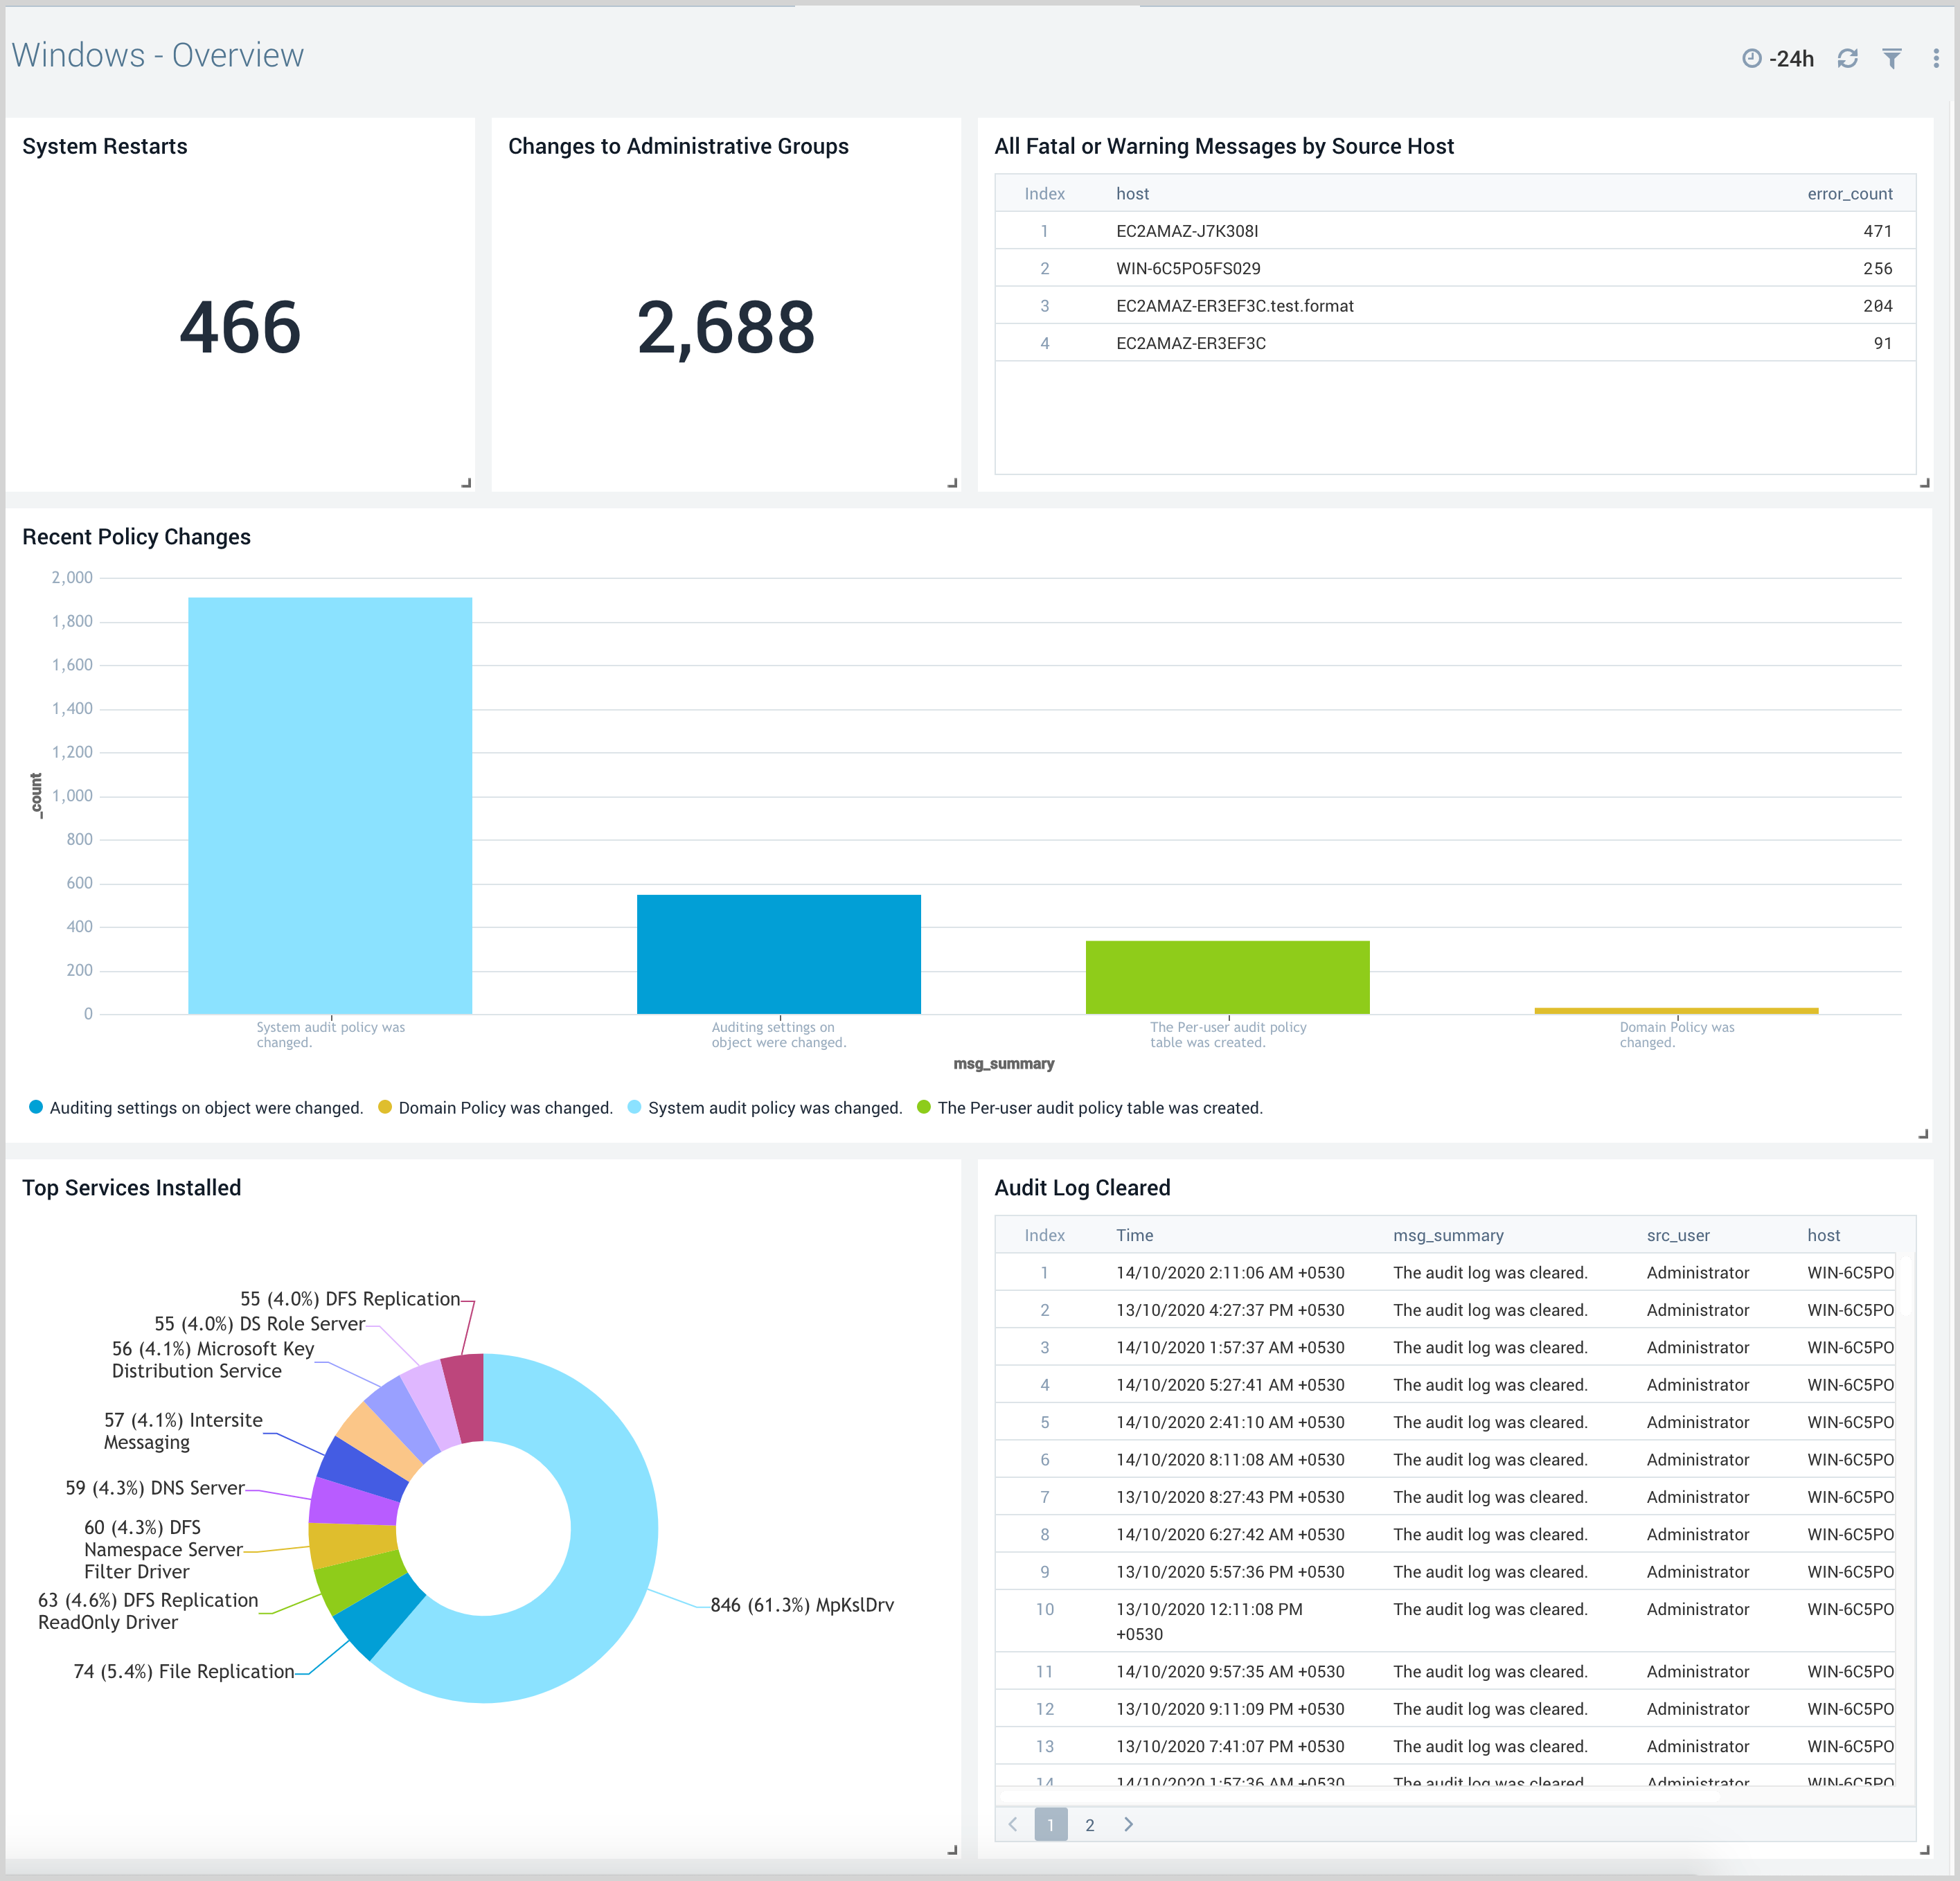 Windows - Overview
-24h
System Restarts
466
Changes to Administrative Groups
2,688
All Fatal or Warning Messages by Source Host
Index host error_count
1 EC2AMAZ-J7K308I 471
2 WIN-6C5PO5FS029 256
3 EC2AMAZ-ER3EF3C.test.format 204
4 EC2AMAZ-ER3EF3C 91
Recent Policy Changes
2,000
1,800
1,600
1,400
1,200
1,000
800
600
400
200
0
_count
System audit policy was
changed.
Auditing settings on
object were changed.
The Per-user audit policy
table was created.
Domain Policy was
changed.
msg_summary
Auditing settings on object were changed. Domain Policy was changed. System audit policy was changed. The Per-user audit policy table was created.
Top Services Installed
55 (4.0%) DFS Replication
55 (4.0%) DS Role Server
56 (4.1%) Microsoft Key
Distribution Service
57 (4.1%) Intersite
Messaging
59 (4.3%) DNS Server
60 (4.3%) DFS
Namespace Server
Filter Driver
63 (4.6%) DFS Replication
ReadOnly Driver
74 (5.4%) File Replication
846 (61.3%) MpKslDrv
Audit Log Cleared
Index Time msg_summary src_user host
1 14/10/2020 2:11:06 AM +0530 The audit log was cleared. Administrator WIN-6C5PO
2 13/10/2020 4:27:37 PM +0530 The audit log was cleared. Administrator WIN-6C5PO
3 14/10/2020 1:57:37 AM +0530 The audit log was cleared. Administrator WIN-6C5PO
4 14/10/2020 5:27:41 AM +0530 The audit log was cleared. Administrator WIN-6C5PO
5 14/10/2020 2:41:10 AM +0530 The audit log was cleared. Administrator WIN-6C5PO
6 14/10/2020 8:11:08 AM +0530 The audit log was cleared. Administrator WIN-6C5PO
7 13/10/2020 8:27:43 PM +0530 The audit log was cleared. Administrator WIN-6C5PO
8 14/10/2020 6:27:42 AM +0530 The audit log was cleared. Administrator WIN-6C5PO
9 13/10/2020 5:57:36 PM +0530 The audit log was cleared. Administrator WIN-6C5PO
10 13/10/2020 12:11:08 PM The audit log was cleared. Administrator WIN-6C5PO
+0530
11 14/10/2020 9:57:35 AM +0530 The audit log was cleared. Administrator WIN-6C5PO
12 13/10/2020 9:11:09 PM +0530 The audit log was cleared. Administrator WIN-6C5PO
13 13/10/2020 7:41:07 PM +0530 The audit log was cleared. Administrator WIN-6C5PO
14 14/10/2020 1:57:36 AM +0530 The audit log was cleared. Administrator WIN-6C5PO
1 2